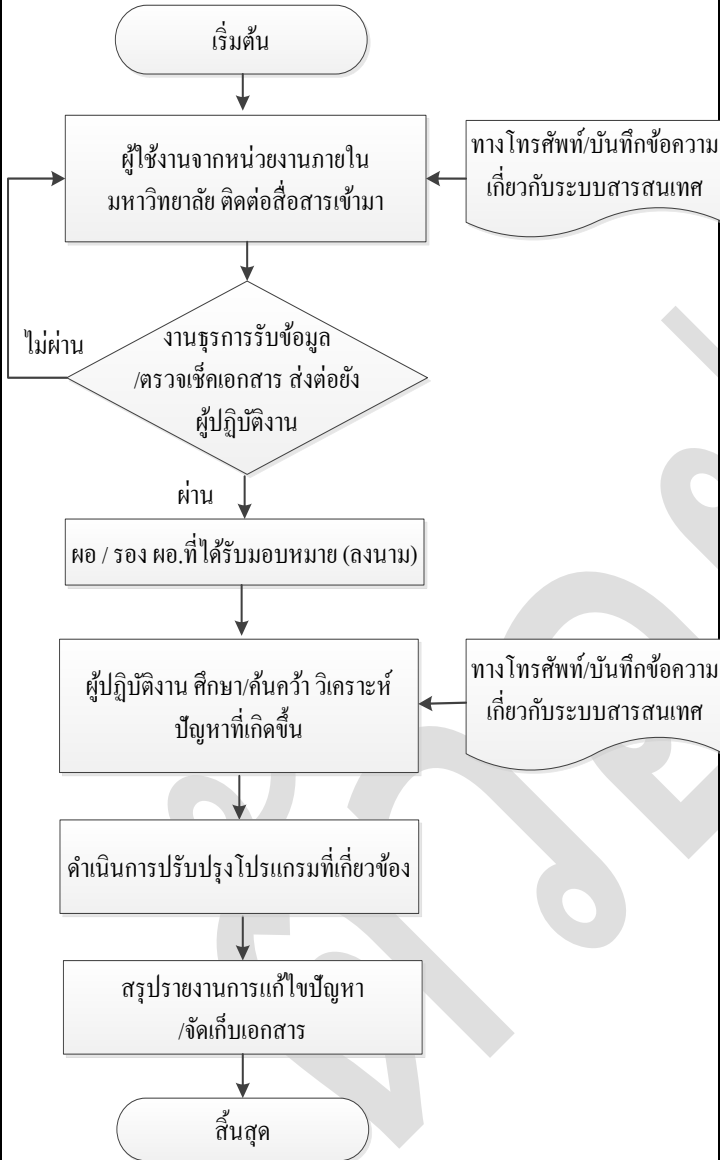 เริ่มต้น
ผู้ใช้งานจากหน่วยงานภายใน
มหาวิทยาลัย ติดต่อสื่อสารเข้ามา
ทางโทรศัพท์/บันทึกข้อความ
เกี่ยวกับระบบสารสนเทศ
ไม่ผ่าน
งานธุรการรับข้อมูล
/ตรวจเช็คเอกสาร ส่งต่อยัง
ผู้ปฏิบัติงาน
ผ่าน
ผอ / รอง ผอ.ที่ได้รับมอบหมาย (ลงนาม)
ผู้ปฏิบัติงาน ศึกษา/ค้นคว้า วิเคราะห์
ปัญหาที่เกิดขึ้น
ทางโทรศัพท์/บันทึกข้อความ
เกี่ยวกับระบบสารสนเทศ
ดำเนินการปรับปรุงโปรแกรมที่เกี่ยวข้อง
สรุปรายงานการแก้ไขปัญหา
/จัดเก็บเอกสาร
สิ้นสุด